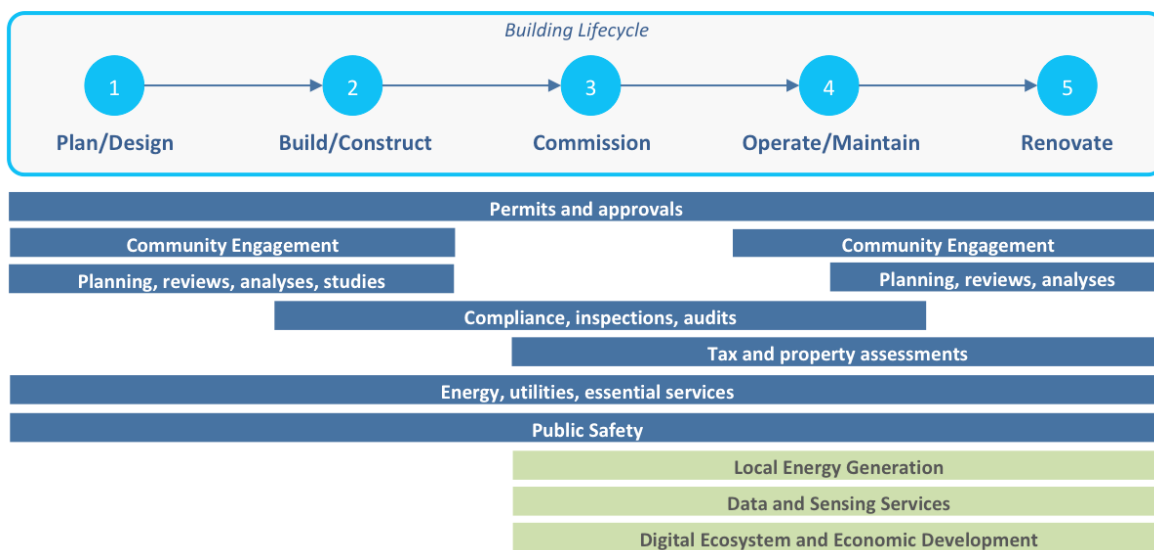 Building Lifecycle
1
2
3
4
5
Plan/Design
Build/Construct
Commission
Operate/Maintain
Renovate
Permits and approvals
Community Engagement
Community Engagement
Planning, reviews, analyses, studies
Planning, reviews, analyses
Compliance, inspections, audits
Tax and property assessments
Energy, utilities, essential services
Public Safety
Local Energy Generation
Data and Sensing Services
Digital Ecosystem and Economic Development